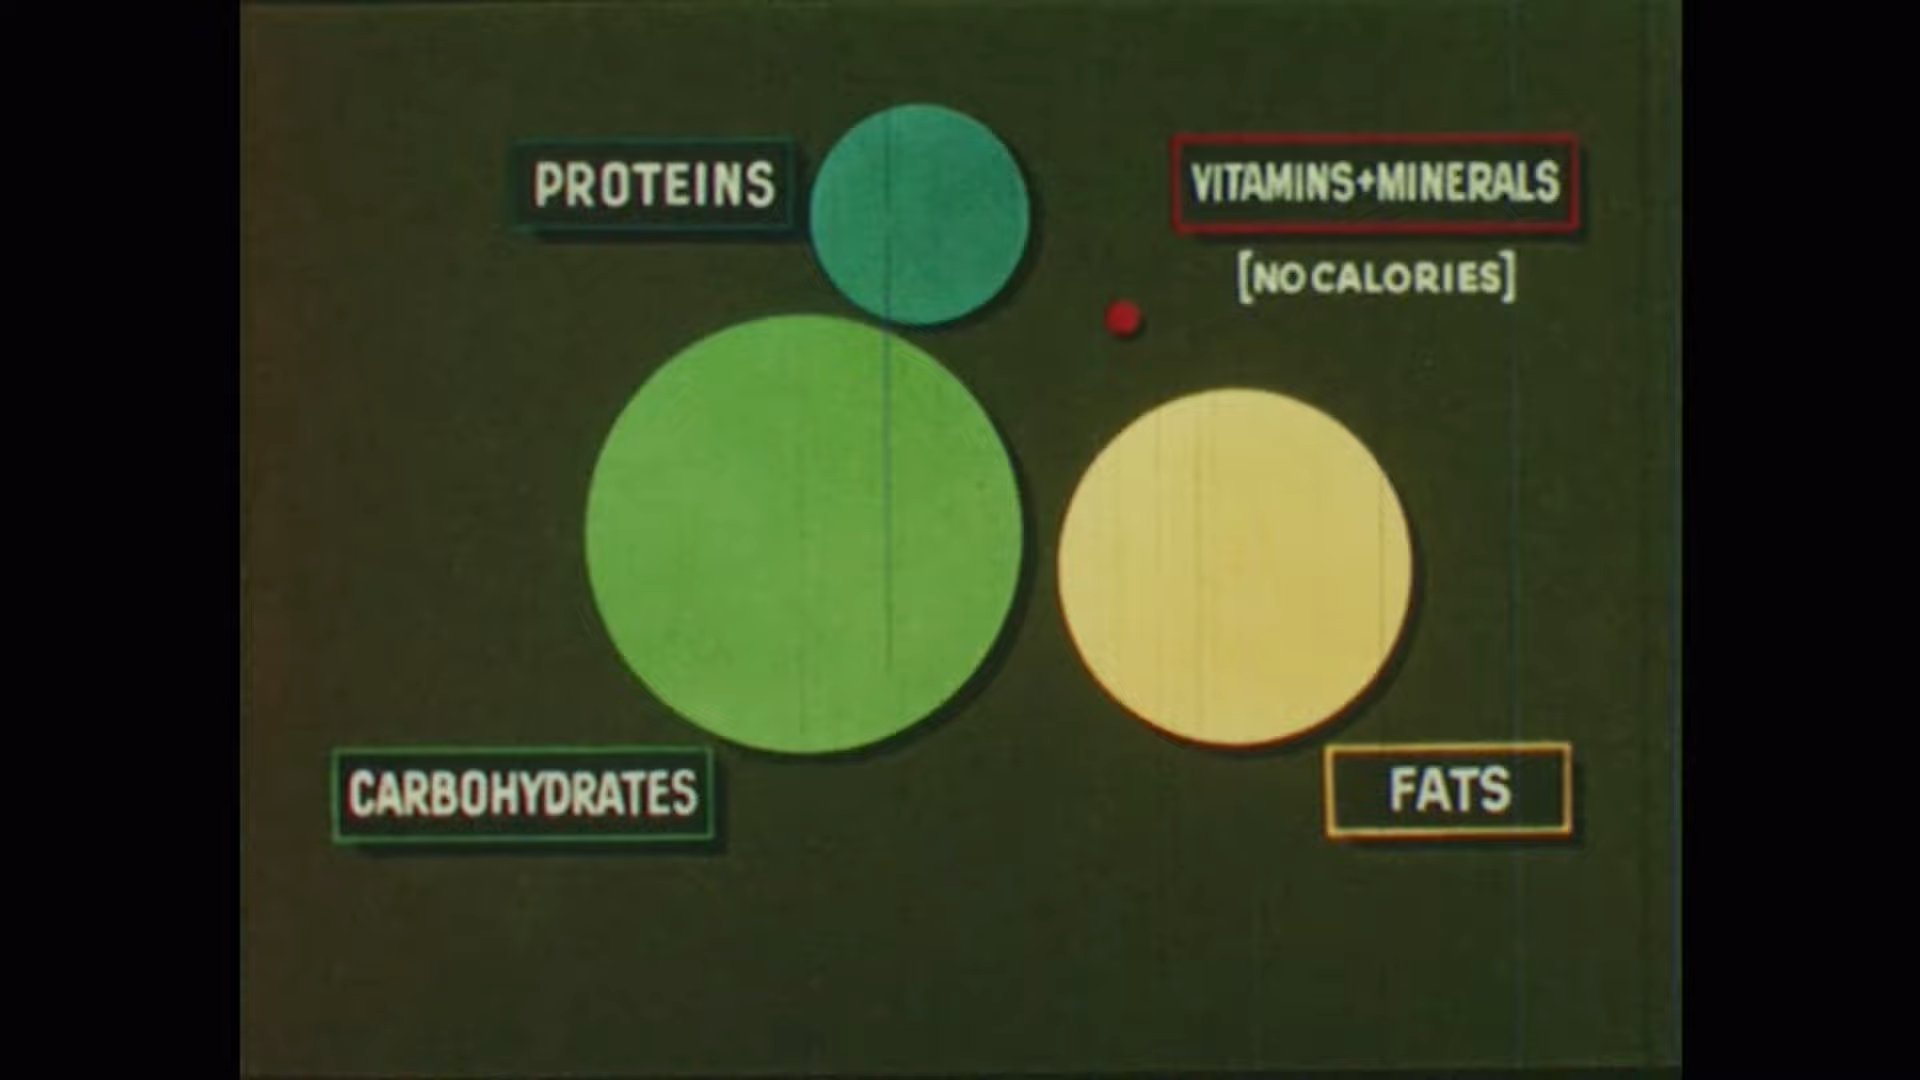 PROTEINS
VITAMINS+MINERALS
[NO CALORIES]
CARBOHYDRATES
FATS